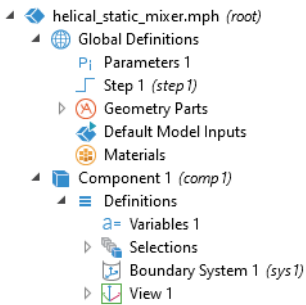 helical_static_mixer.mph (root)
Global Definitions
Pi Parameters 1
Step 1 (step1)
Geometry Parts
Default Model Inputs
Materials
Component 1 (comp1)
Definitions
a= Variables 1
Selections
Boundary System 1 (sys1)
View 1